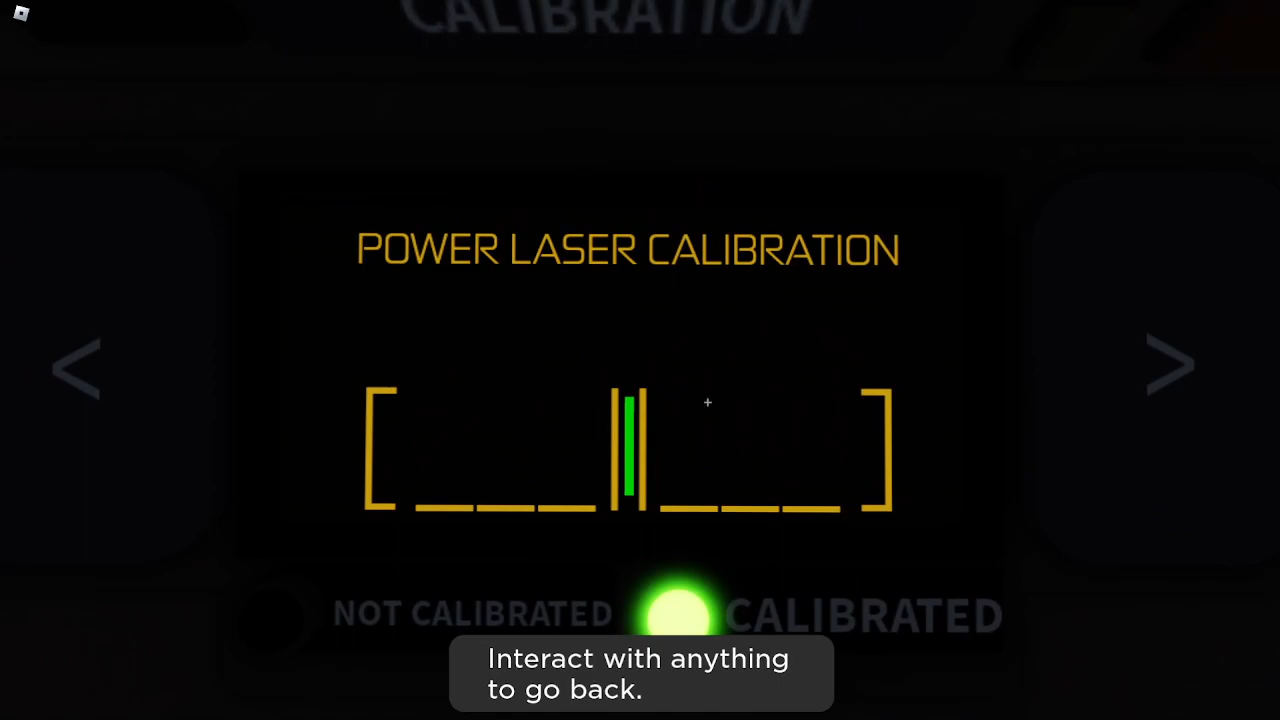 CALIBRATION
POWER LASER CALIBRATION
< >
NOT CALIBRATED CALIBRATED
Interact with anything
to go back.